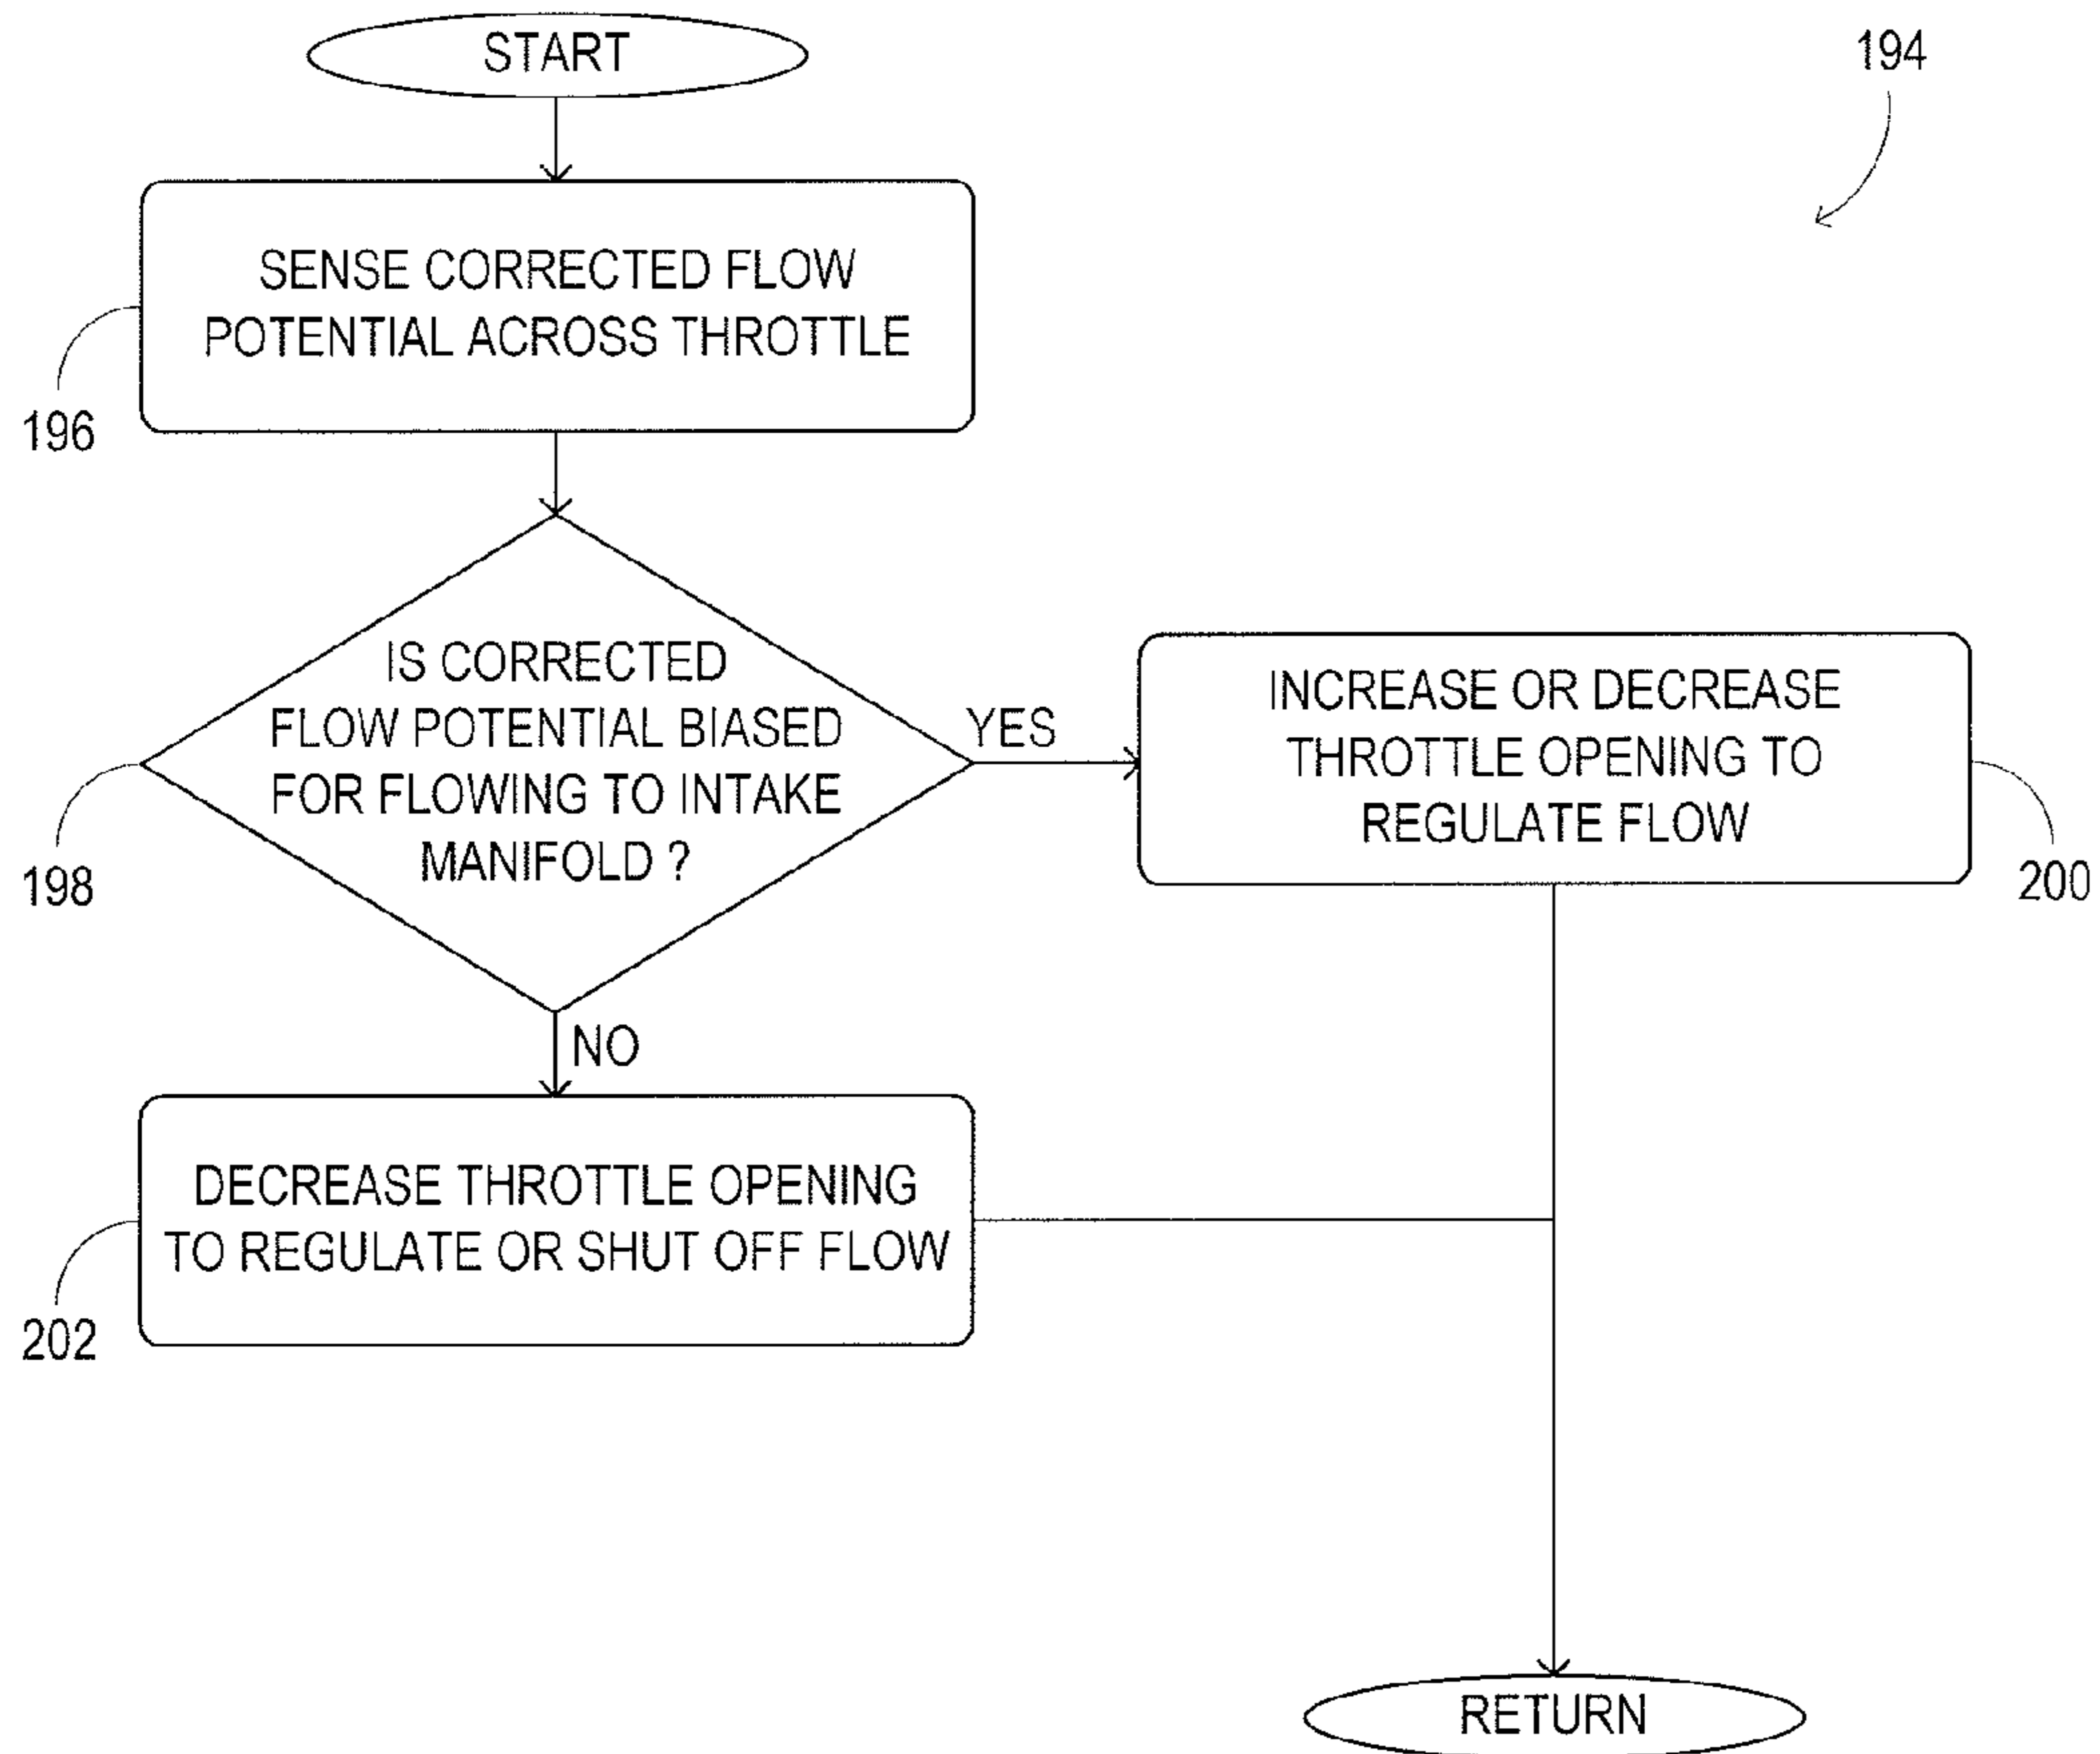 START
194
SENSE CORRECTED FLOW
POTENTIAL ACROSS THROTTLE
196
IS CORRECTED
FLOW POTENTIAL BIASED
FOR FLOWING TO INTAKE
MANIFOLD ?
198
YES
INCREASE OR DECREASE
THROTTLE OPENING TO
REGULATE FLOW
200
NO
DECREASE THROTTLE OPENING
TO REGULATE OR SHUT OFF FLOW
202
RETURN